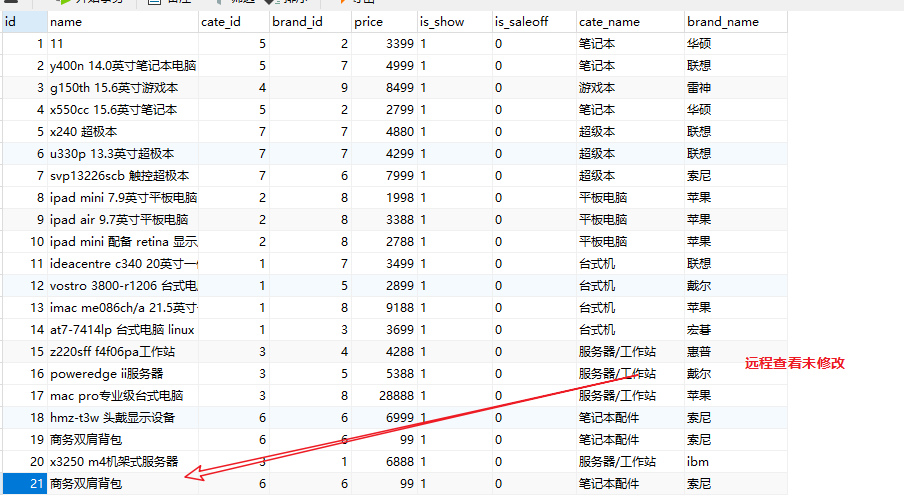 id name cate_id brand_id price is_show is_saleoff cate_name brand_name
1 11 5 2 3399 1 0 笔记本 华硕
2 y400n 14.0英寸笔记本电脑 5 7 4999 1 0 笔记本 联想
3 g150th 15.6英寸游戏本 4 9 8499 1 0 游戏本 雷神
4 x550cc 15.6英寸笔记本 5 2 2799 1 0 笔记本 华硕
5 x240 超极本 7 7 4880 1 0 超级本 联想
6 u330p 13.3英寸超极本 7 7 4299 1 0 超级本 联想
7 svp13226scb 触控超极本 7 6 7999 1 0 超级本 索尼
8 ipad mini 7.9英寸平板电脑 2 8 1998 1 0 平板电脑 苹果
9 ipad air 9.7英寸平板电脑 2 8 3388 1 0 平板电脑 苹果
10 ipad mini 配备 retina 显示 2 8 2788 1 0 平板电脑 苹果
11 ideacentre c340 20英寸一 1 7 3499 1 0 台式机 联想
12 vostro 3800-r1206 台式电 1 5 2899 1 0 台式机 戴尔
13 imac me086ch/a 21.5英寸 1 8 9188 1 0 台式机 苹果
14 at7-7414lp 台式电脑 linux 1 3 3699 1 0 台式机 宏碁
15 z220sff f4f06pa工作站 3 4 4288 1 0 服务器/工作站 惠普
16 poweredge ii服务器 3 5 5388 1 0 服务器/工作站 戴尔
远程查看未修改
17 mac pro专业级台式电脑 3 8 28888 1 0 服务器/工作站 苹果
18 hmz-t3w 头戴显示设备 6 6 6999 1 0 笔记本配件 索尼
19 商务双肩背包 6 6 99 1 0 笔记本配件 索尼
20 x3250 m4机架式服务器 3 1 6888 1 0 服务器/工作站 ibm
21 商务双肩背包 6 6 99 1 0 笔记本配件 索尼